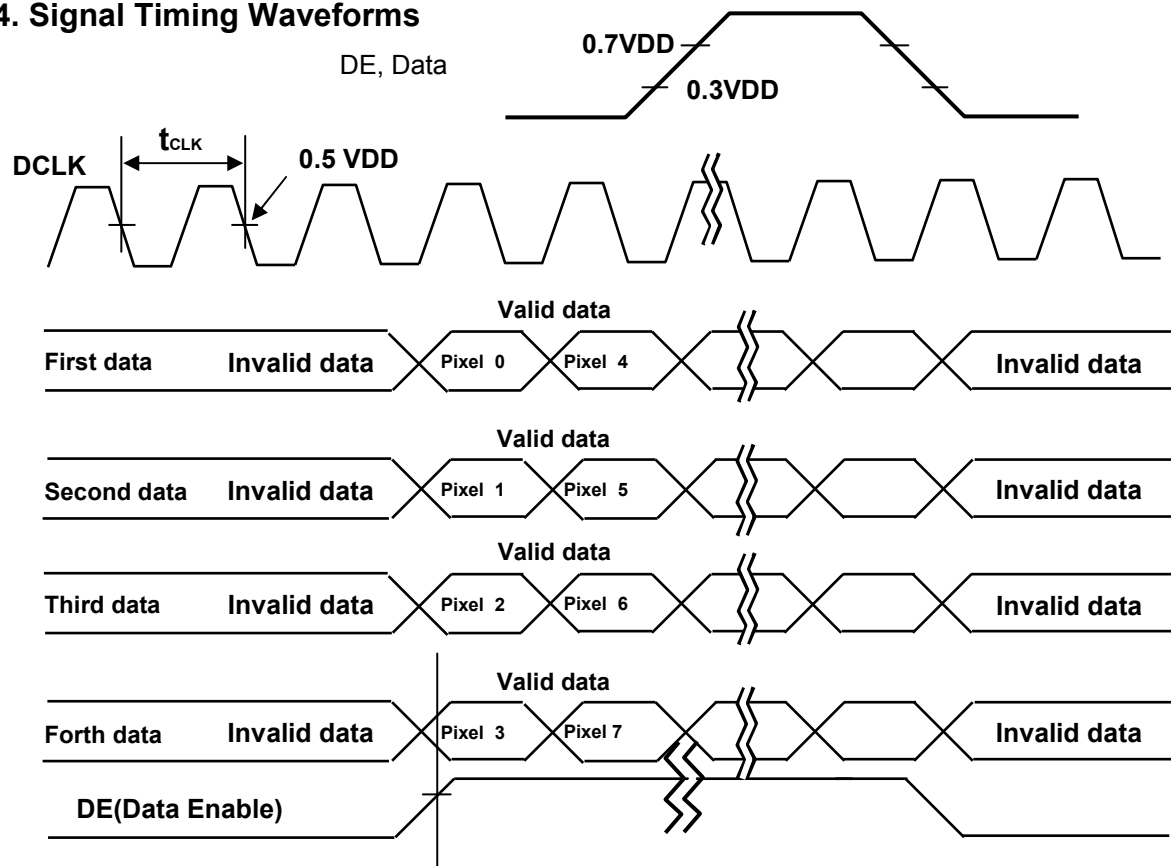 4. Signal Timing Waveforms
DE, Data
0.7VDD
0.3VDD
DCLK
tCLK
0.5 VDD
Valid data
First data
Invalid data
Pixel 0
Pixel 4
Invalid data
Valid data
Second data
Invalid data
Pixel 1
Pixel 5
Invalid data
Valid data
Third data
Invalid data
Pixel 2
Pixel 6
Invalid data
Valid data
Forth data
Invalid data
Pixel 3
Pixel 7
Invalid data
DE(Data Enable)